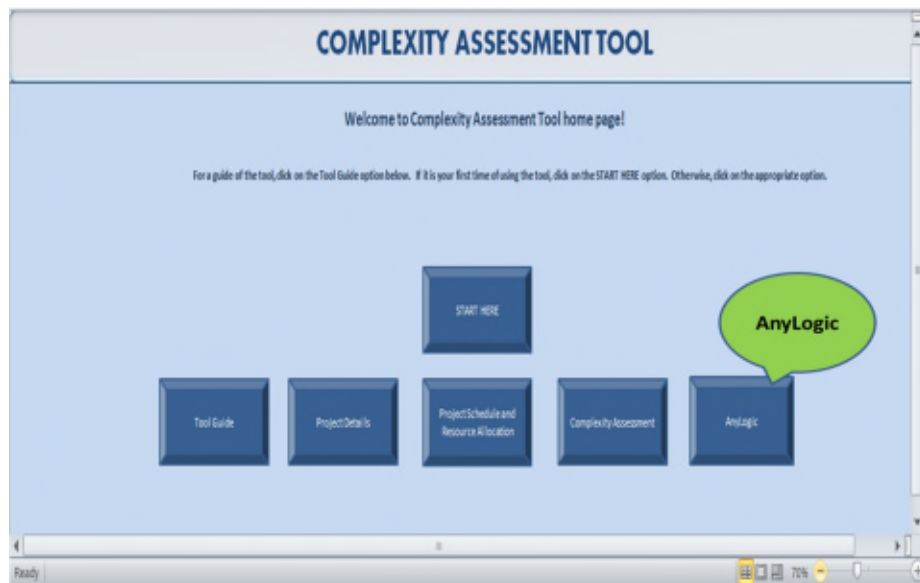 COMPLEXITY ASSESSMENT TOOL
Welcome to Complexity Assessment Tool home page!
For a guide of the tool, click on the Tool Guide option below. If it is your first time of using the tool, click on the START HERE option. Otherwise, click on the appropriate option.
START HERE
AnyLogic
Tool Guide
Project Details
Project Schedule and
Resource Allocation
Complexity Assessment
AnyLogic
Ready
70%